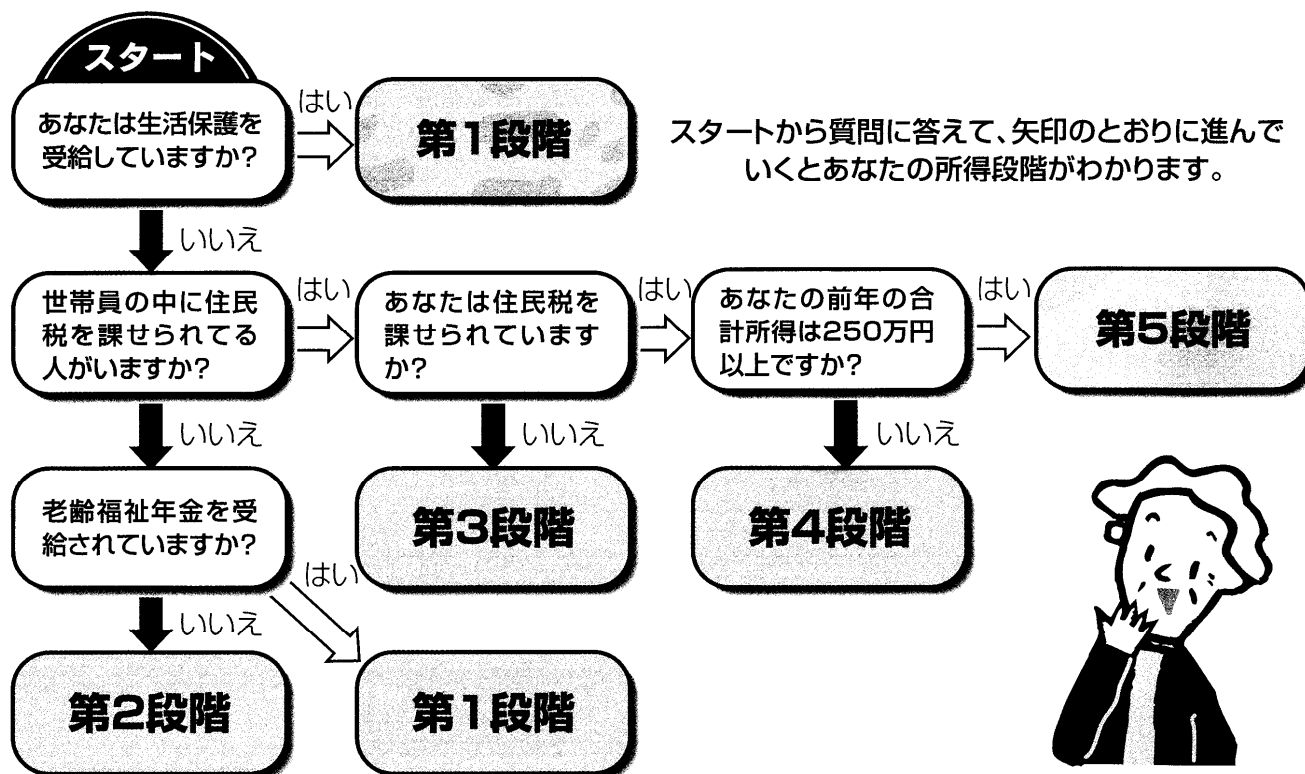 スタート
あなたは生活保護を
受給していますか?
はい
第1段階
スタートから質問に答えて、矢印のとおりに進んで
いくとあなたの所得段階がわかります。
いいえ
世帯員の中に住民
税を課せられてる
人がいますか?
はい
あなたは住民税を
課せられています
か?
はい
あなたの前年の合
計所得は250万円
以上ですか?
はい
第5段階
いいえ
いいえ
いいえ
老齢福祉年金を受
給されていますか?
第3段階
第4段階
はい
いいえ
第2段階
第1段階